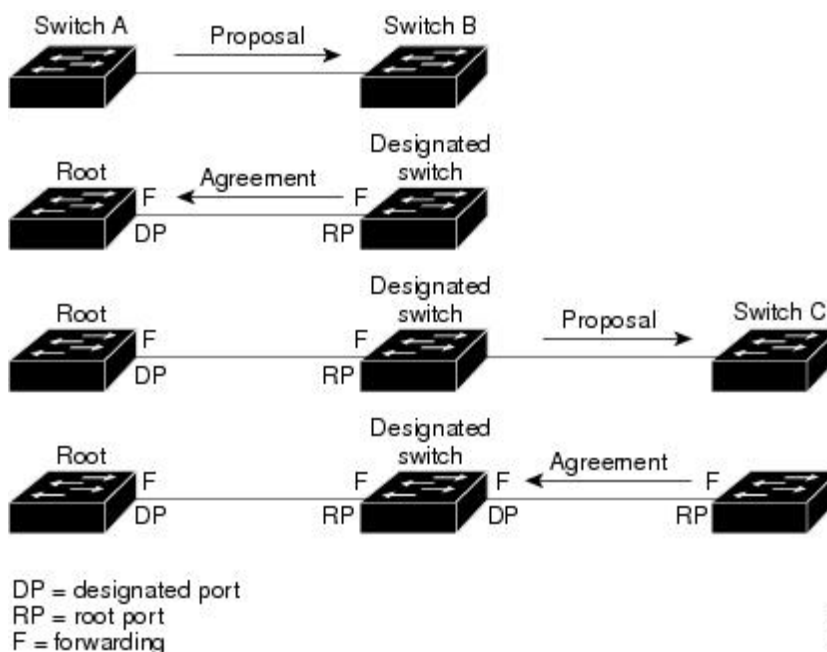 Switch A
Proposal
Switch B
Root
F
Agreement
F
Designated
switch
DP
RP
Root
F
F
Designated
switch
Proposal
Switch C
DP
RP
Root
F
F
Designated
switch
F
Agreement
F
DP
RP
DP
RP
DP = designated port
RP = root port
F = forwarding